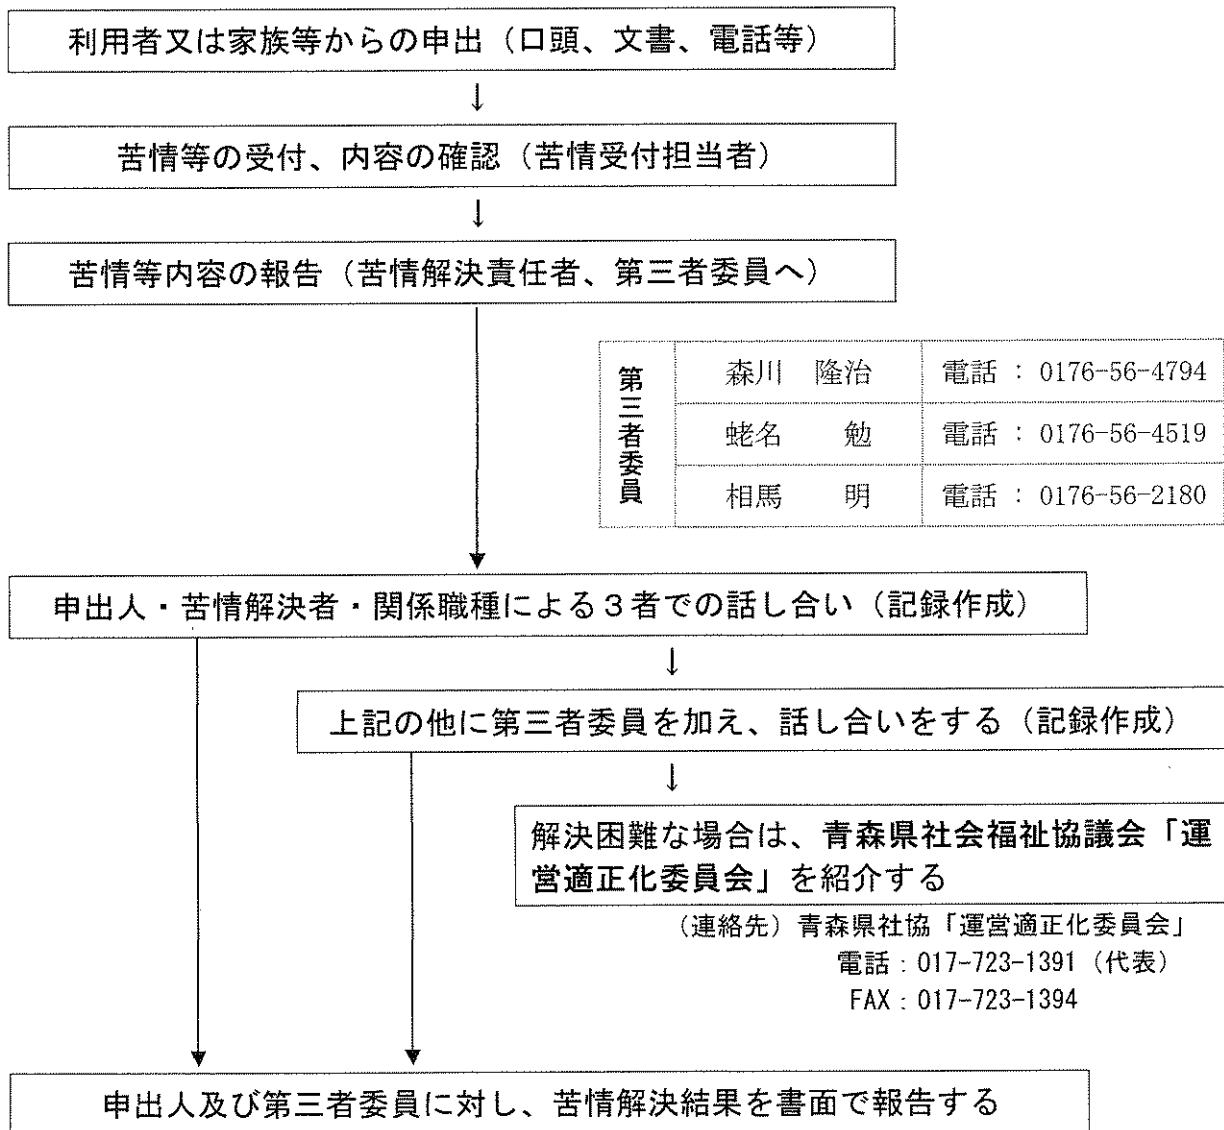 利用者又は家族等からの申出（口頭、文書、電話等）
↓
苦情等の受付、内容の確認（苦情受付担当者）
↓
苦情等内容の報告（苦情解決責任者、第三者委員へ）
第三者委員
森川　隆治　電話 ： 0176-56-4794
蛯名　　勉　電話 ： 0176-56-4519
相馬　　明　電話 ： 0176-56-2180
申出人・苦情解決者・関係職種による３者での話し合い（記録作成）
↓
上記の他に第三者委員を加え、話し合いをする（記録作成）
↓
解決困難な場合は、青森県社会福祉協議会「運
営適正化委員会」を紹介する
（連絡先）青森県社協「運営適正化委員会」
電話：017-723-1391（代表）
FAX：017-723-1394
申出人及び第三者委員に対し、苦情解決結果を書面で報告する